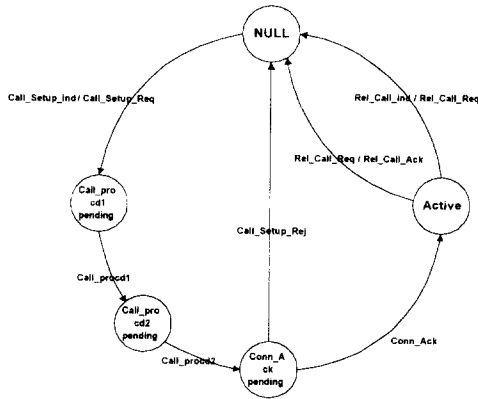 NULL
Call_Setup_ind/ Call_Setup_Req
Rel_Call_ind / Rel_Call_Req
Rel_Call_Req / Rel_Call_Ack
Call_pro
cd1
pending
Active
Call_Setup_Rej
Call_procd1
Call_pro
cd2
pending
Conn_Ack
Call_procd2
Conn_A
ck
pending